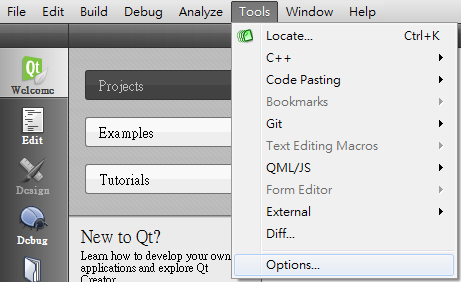 File Edit Build Debug Analyze Tools Window Help
Qt
Welcome
Edit
Design
Debug
Projects
Examples
Tutorials
New to Qt?
Learn how to develop your own
applications and explore Qt
Creator.
Locate... Ctrl+K
C++
Code Pasting
Bookmarks
Git
Text Editing Macros
QML/JS
Form Editor
External
Diff...
Options...